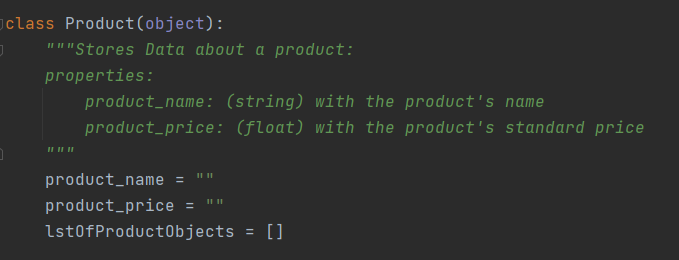 class Product(object):
    """Stores Data about a product:
    properties:
        product_name: (string) with the product's name
        product_price: (float) with the product's standard price
    """
    product_name = ""
    product_price = ""
    lstOfProductObjects = []